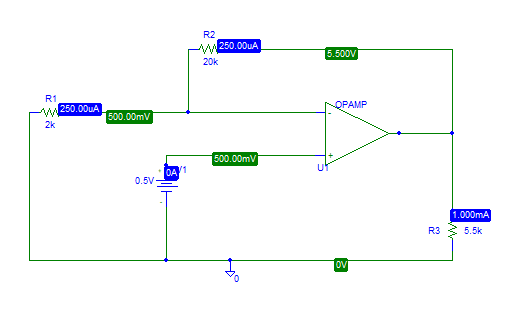 R2
250.00uA
5.500V
20k
R1
250.00uA
500.00mV
2k
OPAMP
-
+
500.00mV
U1
+
0A
V1
0.5V
-
1.000mA
R3
5.5k
0V
0